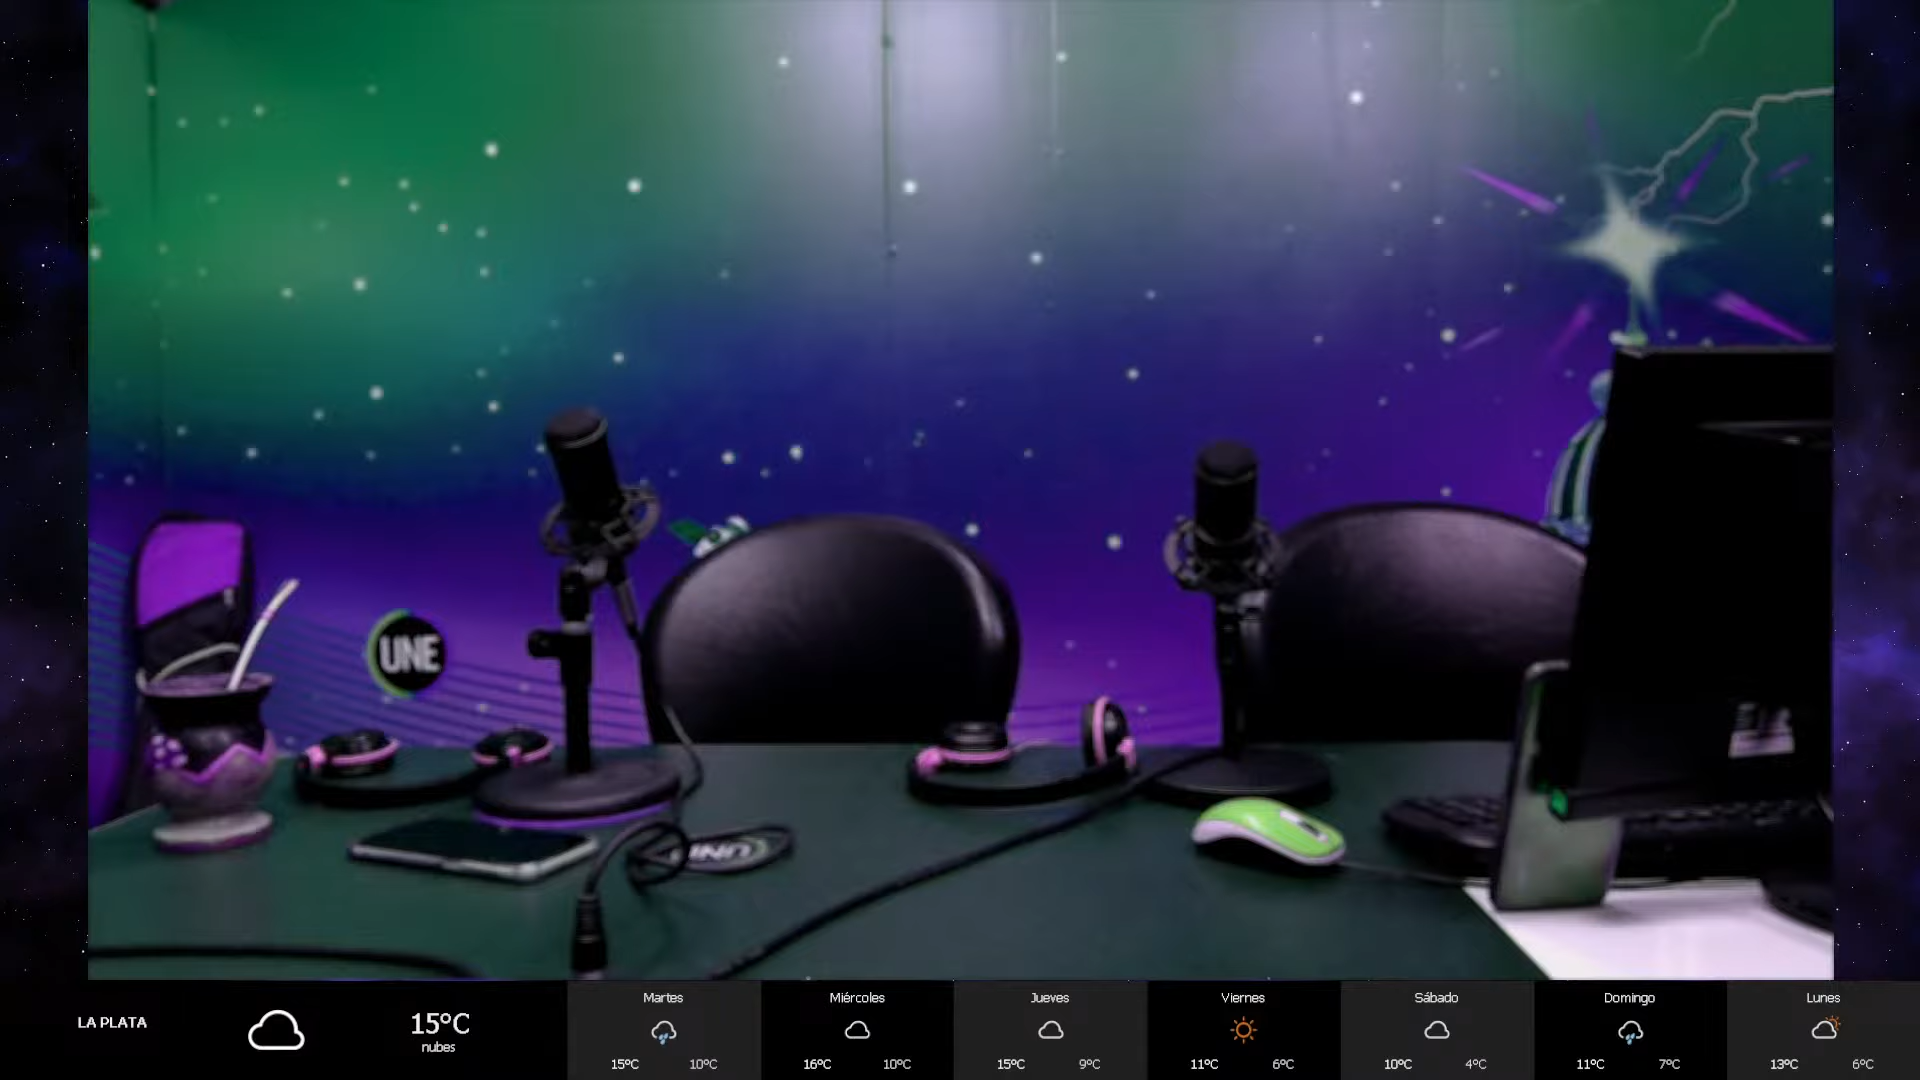 UNE
UNE
LA PLATA
15°C
nubes
Martes
15°C 10°C
Miércoles
16°C 10°C
Jueves
15°C 9°C
Viernes
11°C 6°C
Sábado
10°C 4°C
Domingo
11°C 7°C
Lunes
13°C 6°C